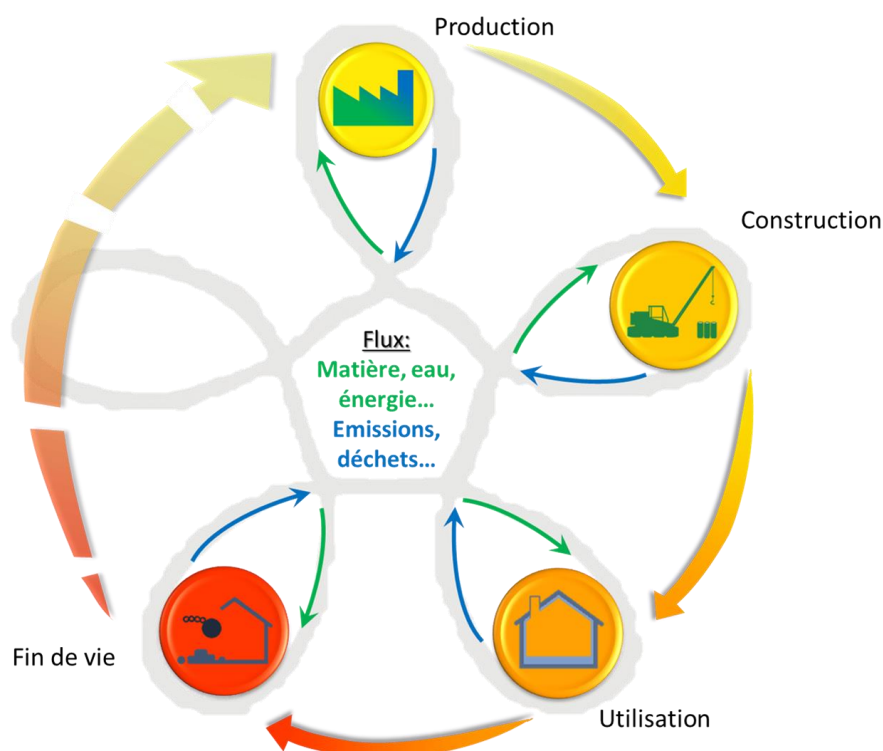 Production
Construction
Flux:
Matière, eau,
énergie...
Emissions,
déchets...
Fin de vie
Utilisation